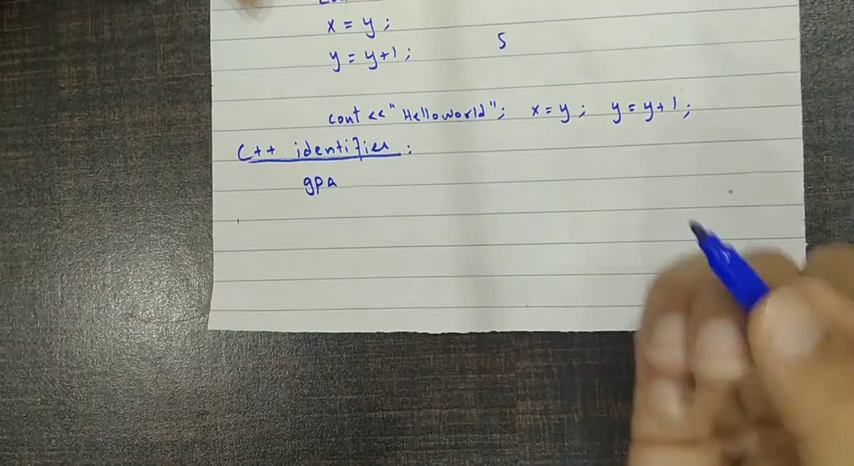 x = y ;
y = y+1 ;
5
cout << "Helloworld"; x = y ; y = y+1 ;
C++ identifier :
gpa